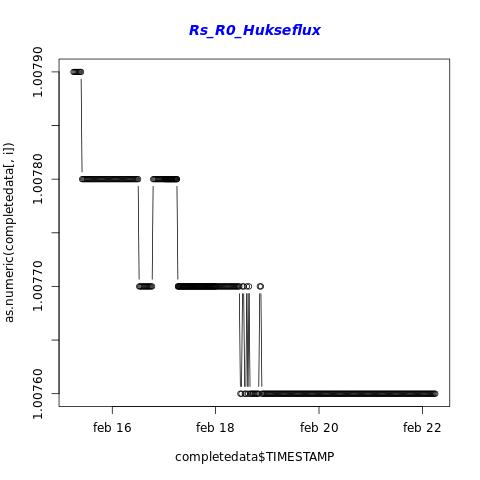 Rs_R0_Hukseflux
1.00790
1.00780
1.00770
1.00760
as.numeric(completedata[, i])
feb 16 feb 18 feb 20 feb 22
completedata$TIMESTAMP